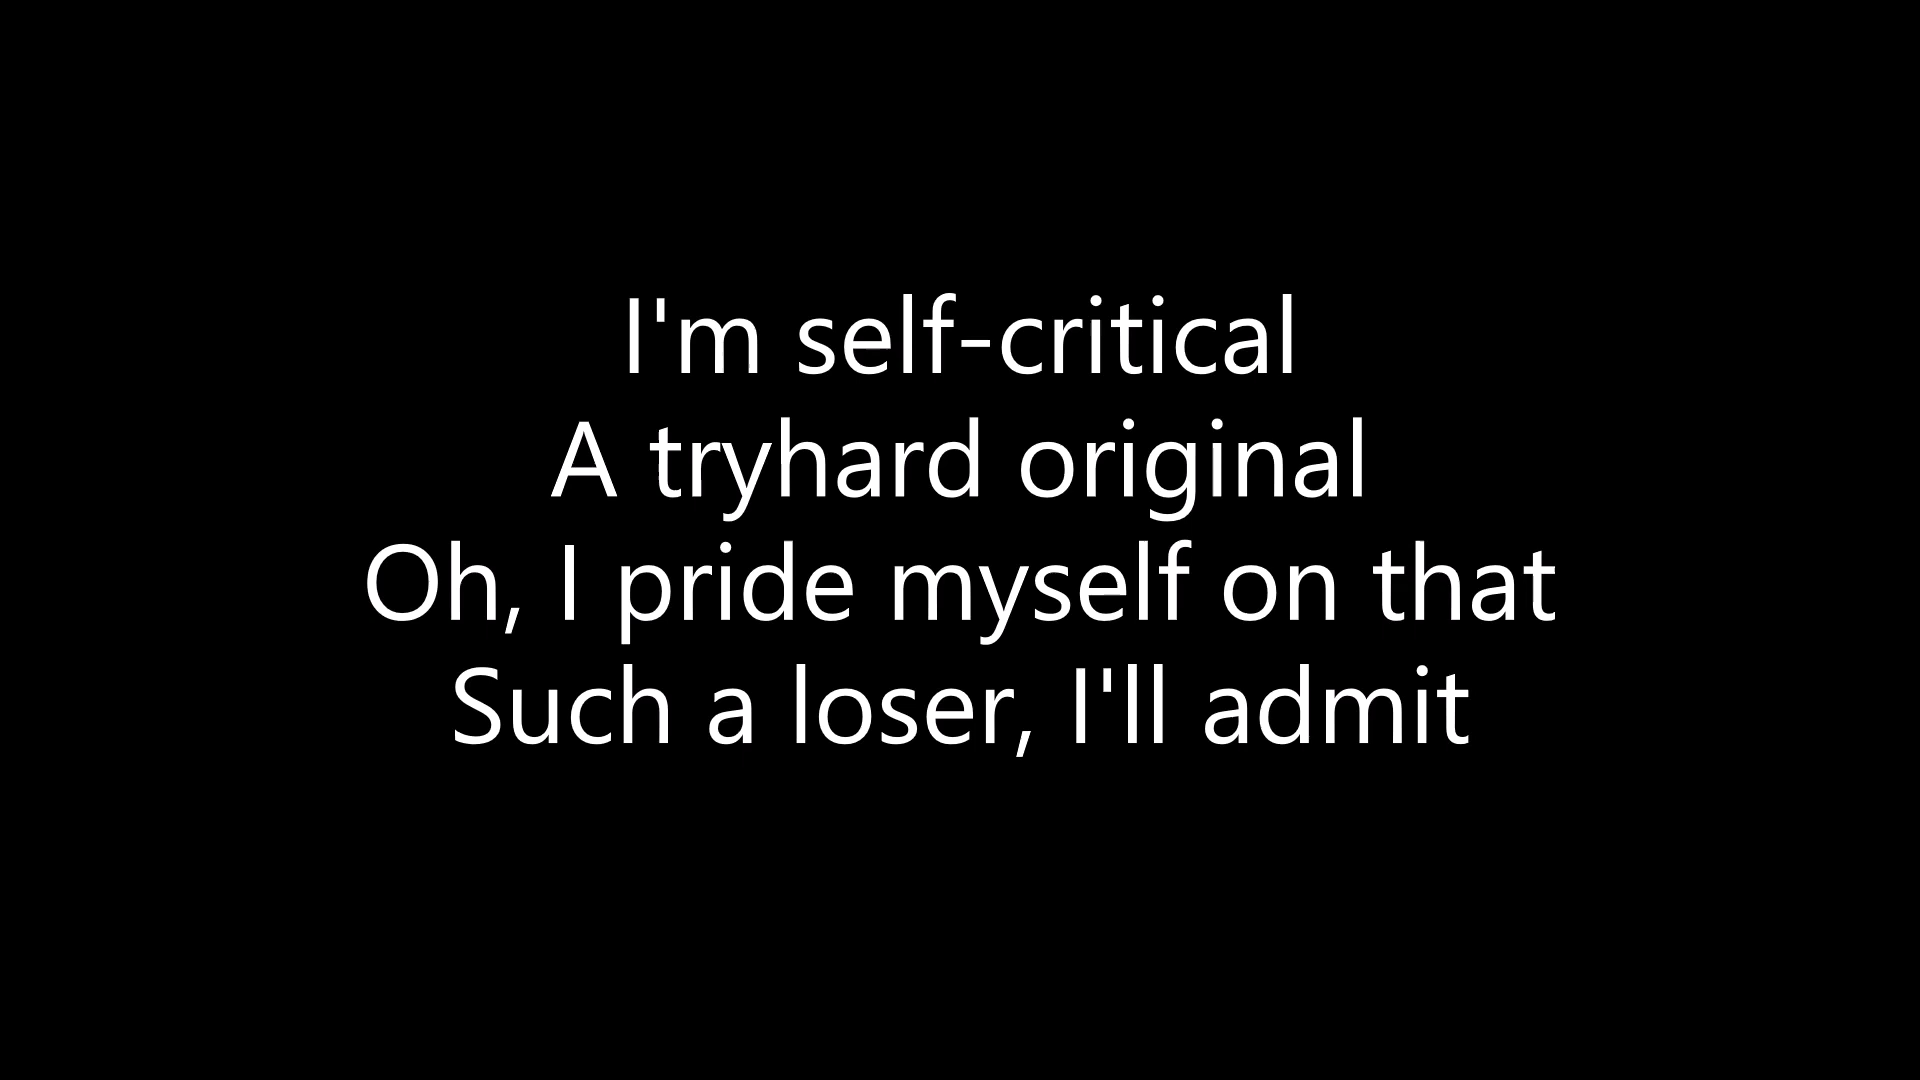 I'm self-critical
A tryhard original
Oh, I pride myself on that
Such a loser, I'll admit